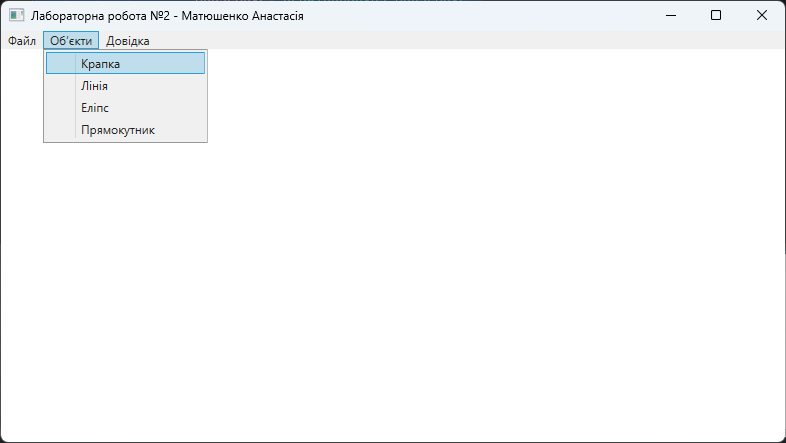 Лабораторна робота №2 - Матюшенко Анастасія
Файл Об'єкти Довідка
Крапка
Лінія
Еліпс
Прямокутник